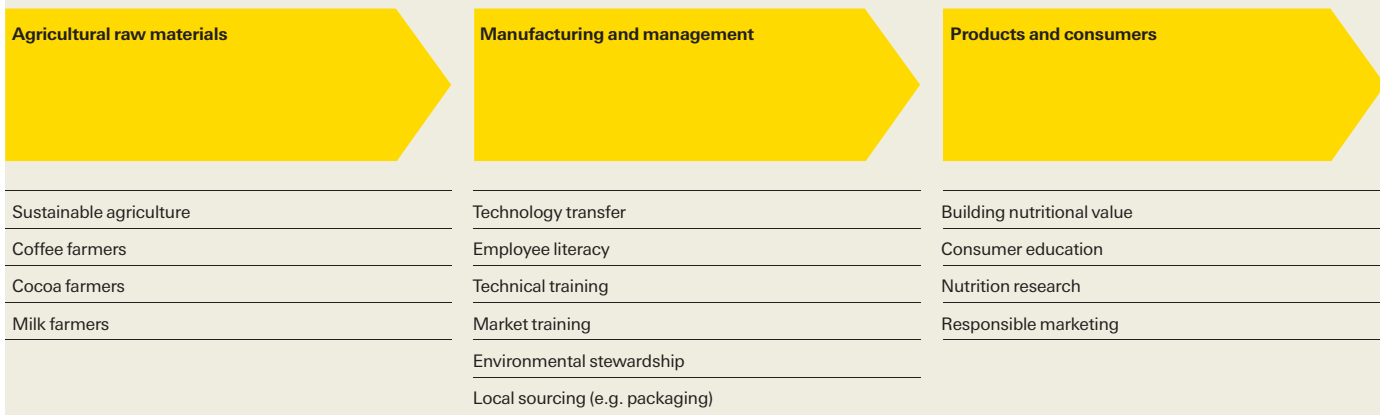 Agricultural raw materials
Sustainable agriculture
Coffee farmers
Cocoa farmers
Milk farmers
Manufacturing and management
Technology transfer
Employee literacy
Technical training
Market training
Environmental stewardship
Local sourcing (e.g. packaging)
Products and consumers
Building nutritional value
Consumer education
Nutrition research
Responsible marketing